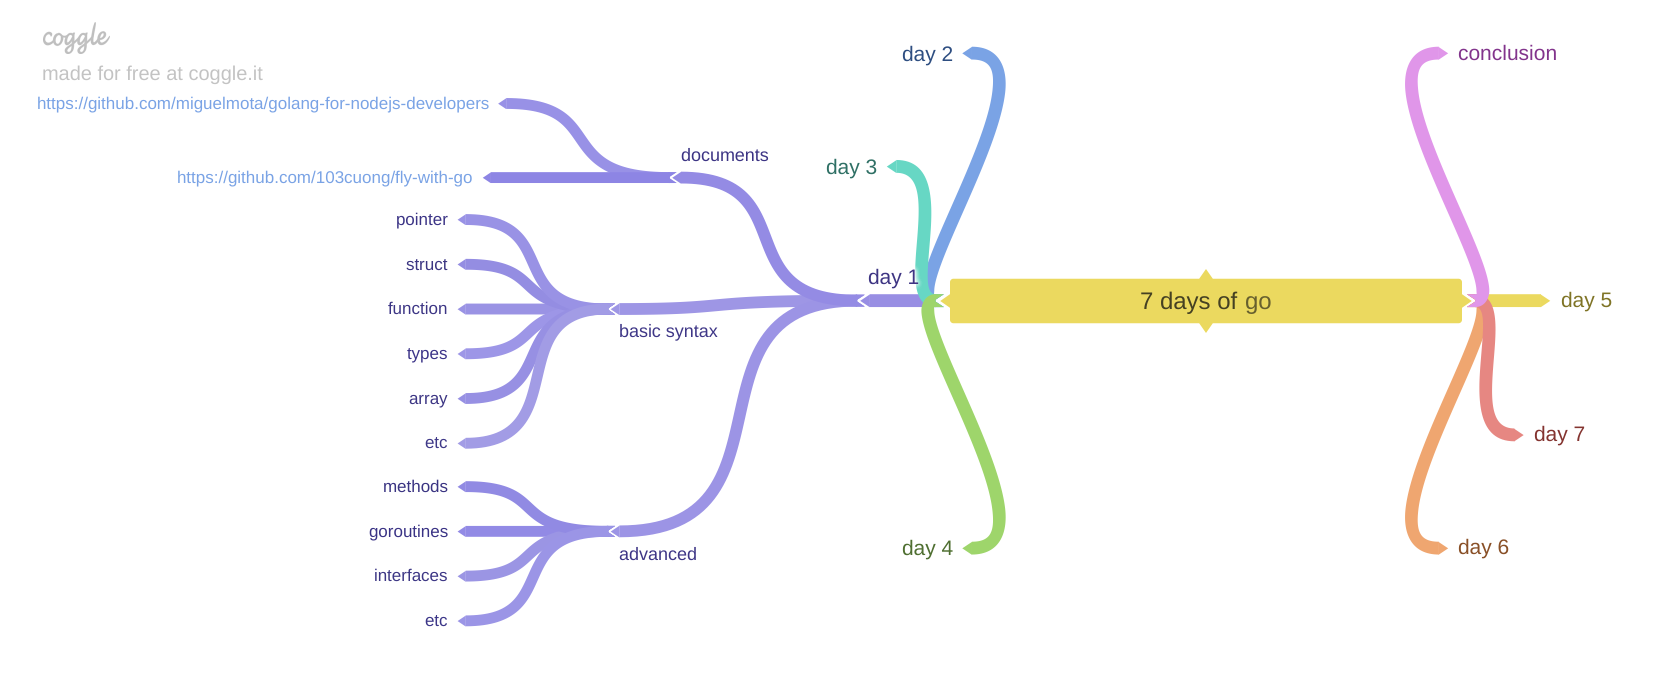 coggle
made for free at coggle.it
https://github.com/miguelmota/golang-for-nodejs-developers
documents
https://github.com/103cuong/fly-with-go
pointer
struct
function
types
array
etc
basic syntax
methods
goroutines
interfaces
etc
advanced
day 1
day 2
day 3
day 4
7 days of go
conclusion
day 5
day 7
day 6